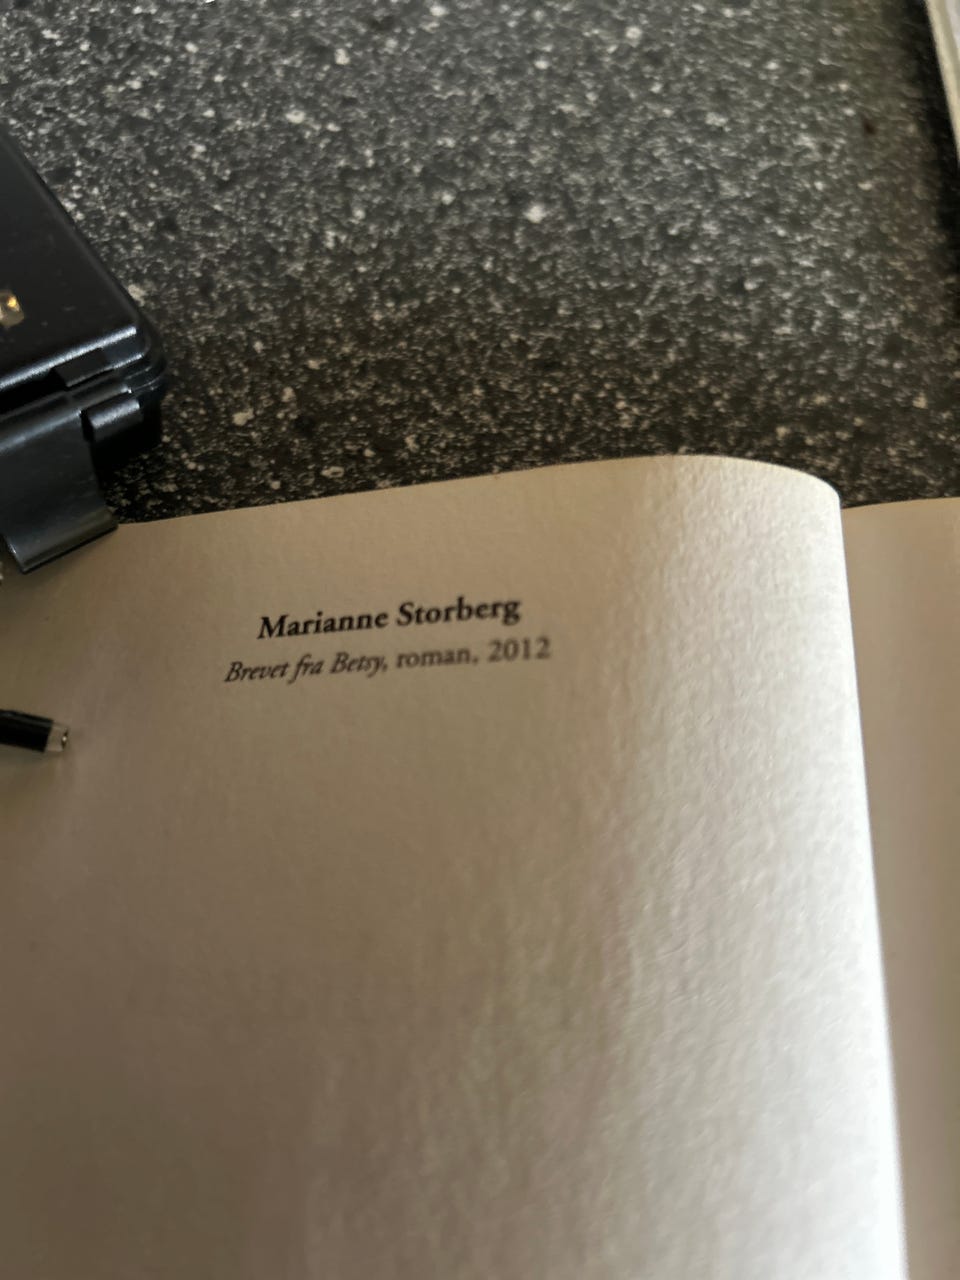 Marianne Storberg
Brevet fra Betsy, roman, 2012